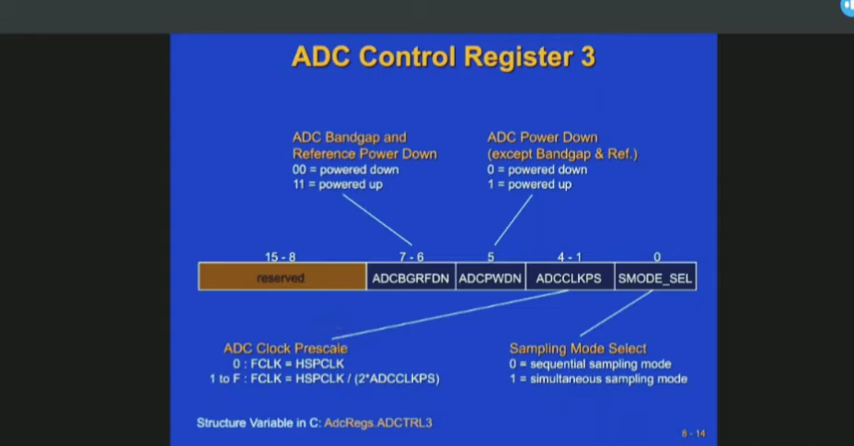 ADC Control Register 3
ADC Bandgap and
Reference Power Down
00 = powered down
11 = powered up
ADC Power Down
(except Bandgap & Ref.)
0 = powered down
1 = powered up
15 - 8
7 - 6
5
4 - 1
0
reserved
ADCBGRFDN
ADCPWDN
ADCCLKPS
SMODE_SEL
ADC Clock Prescale
0 : FCLK = HSPCLK
1 to F : FCLK = HSPCLK / (2*ADCCLKPS)
Sampling Mode Select
0 = sequential sampling mode
1 = simultaneous sampling mode
Structure Variable in C: AdcRegs.ADCTRL3
6 - 14